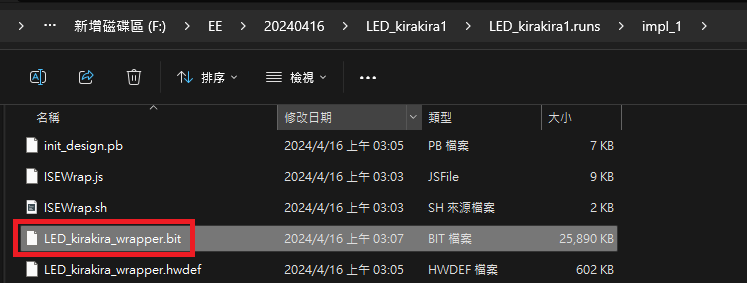 > ... 新增磁碟區 (F:) > EE > 20240416 > LED_kirakira1 > LED_kirakira1.runs > impl_1 >
排序 檢視 ...
名稱 修改日期 類型 大小
init_design.pb 2024/4/16 上午 03:05 PB 檔案 7 KB
ISEWrap.js 2024/4/16 上午 03:03 JSFile 9 KB
ISEWrap.sh 2024/4/16 上午 03:03 SH 來源檔案 2 KB
LED_kirakira_wrapper.bit 2024/4/16 上午 03:07 BIT 檔案 25,890 KB
LED_kirakira_wrapper.hwdef 2024/4/16 上午 03:05 HWDEF 檔案 602 KB